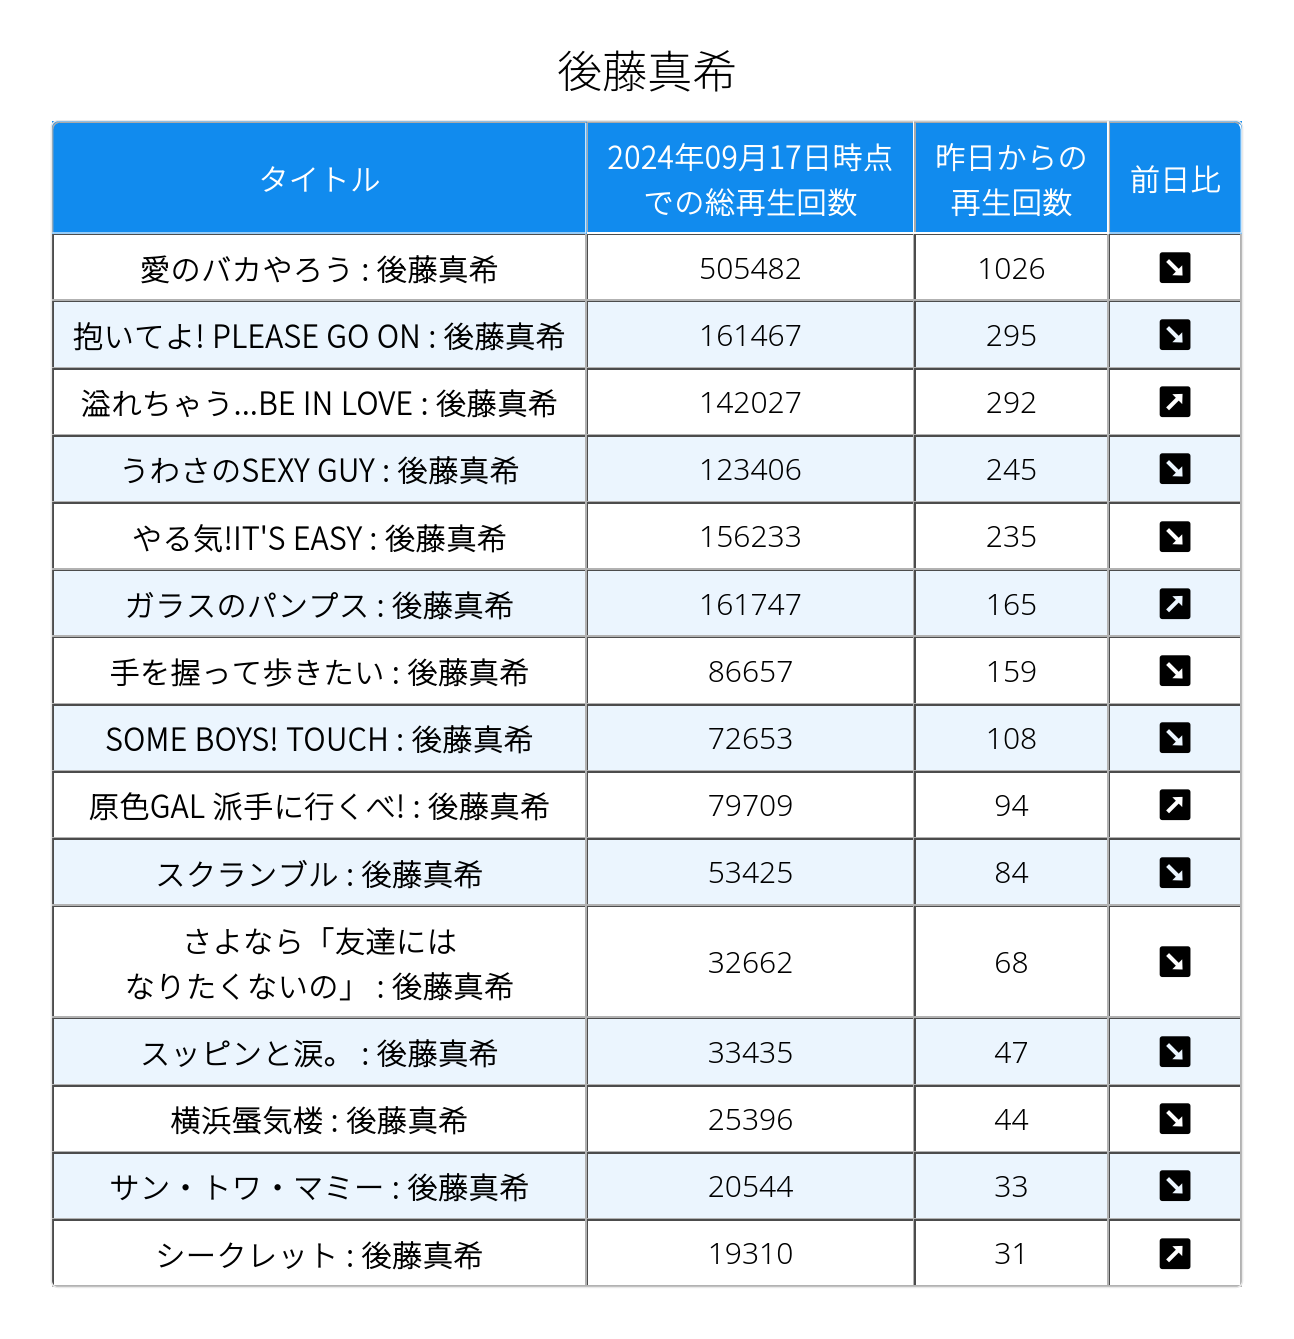 後藤真希
タイトル
2024年09月17日時点
での総再生回数
昨日からの
再生回数
前日比
愛のバカやろう : 後藤真希 505482 1026
抱いてよ! PLEASE GO ON : 後藤真希 161467 295
溢れちゃう...BE IN LOVE : 後藤真希 142027 292
うわさのSEXY GUY : 後藤真希 123406 245
やる気!IT'S EASY : 後藤真希 156233 235
ガラスのパンプス : 後藤真希 161747 165
手を握って歩きたい : 後藤真希 86657 159
SOME BOYS! TOUCH : 後藤真希 72653 108
原色GAL 派手に行くべ! : 後藤真希 79709 94
スクランブル : 後藤真希 53425 84
さよなら「友達には
なりたくないの」 : 後藤真希 32662 68
スッピンと涙。 : 後藤真希 33435 47
横浜蜃気楼 : 後藤真希 25396 44
サン・トワ・マミー : 後藤真希 20544 33
シークレット : 後藤真希 19310 31